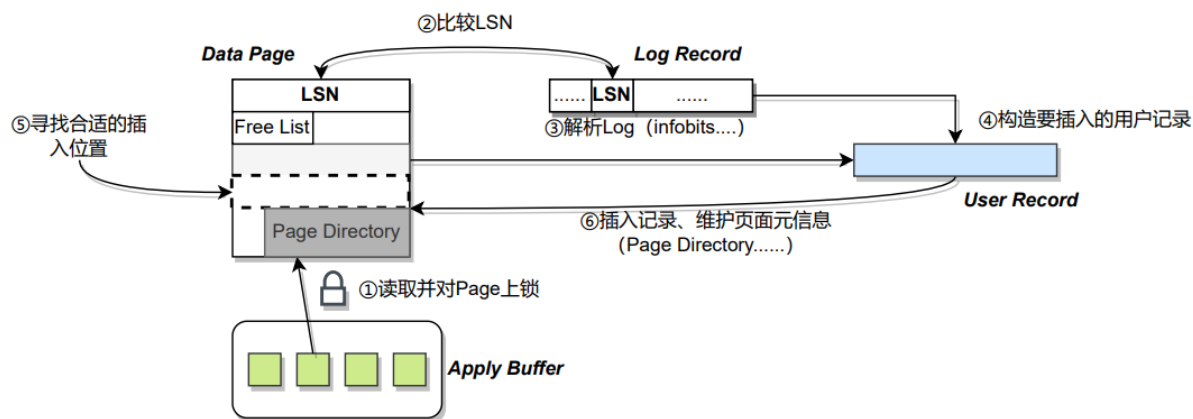 ②比较LSN
Data Page
Log Record
LSN
...... LSN ......
Free List
③解析Log（infobits....）
④构造要插入的用户记录
⑤寻找合适的插
入位置
User Record
⑥插入记录、维护页面元信息
（Page Directory......）
Page Directory
①读取并对Page上锁
Apply Buffer